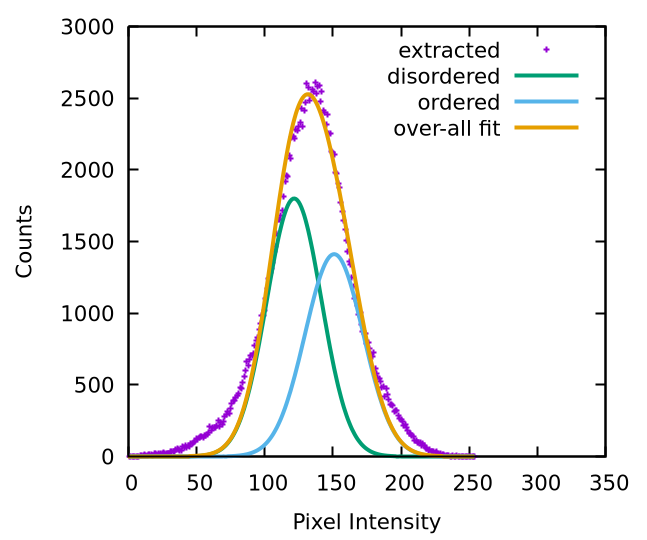 3000
2500
2000
1500
1000
500
0
Counts
extracted
disordered
ordered
over-all fit
0 50 100 150 200 250 300 350
Pixel Intensity